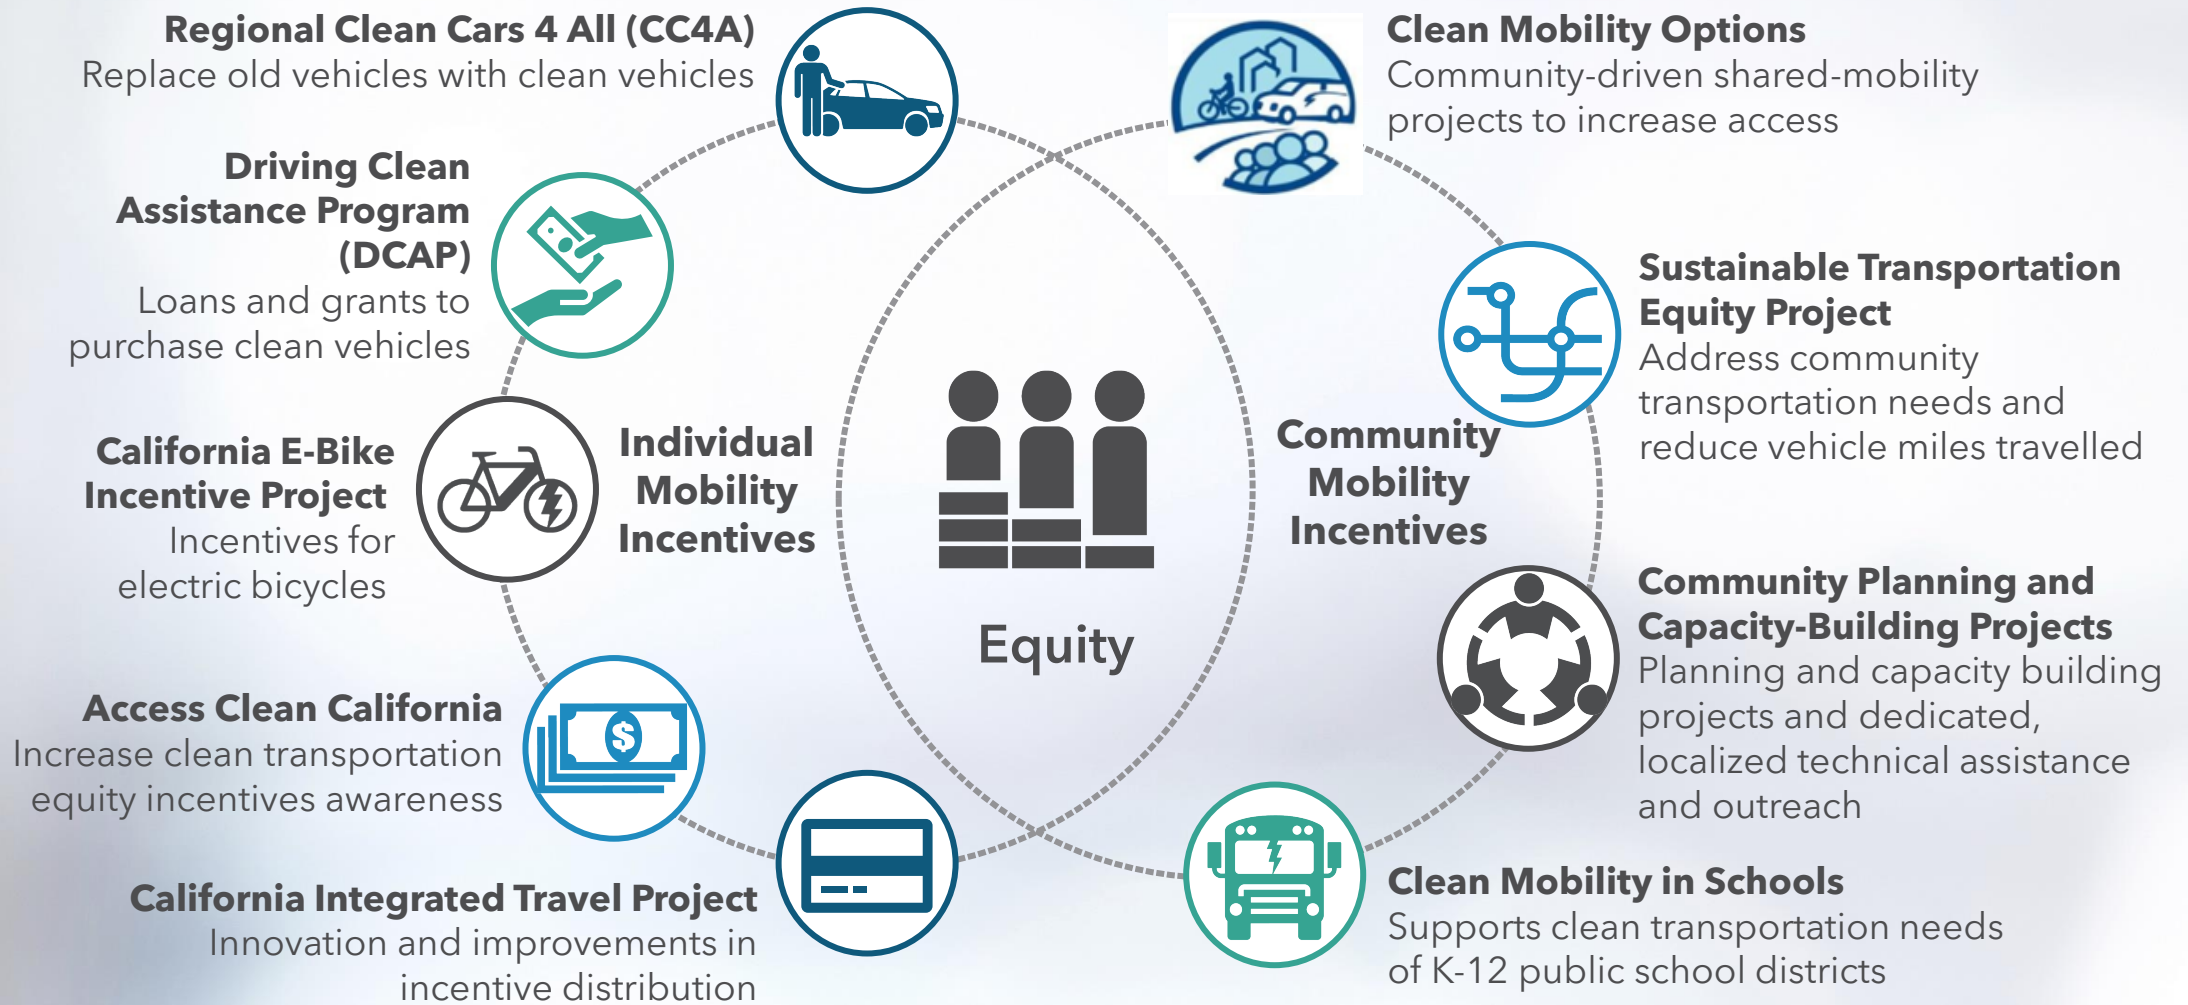 Regional Clean Cars 4 All (CC4A)
Replace old vehicles with clean vehicles
Driving Clean
Assistance Program
(DCAP)
Loans and grants to
purchase clean vehicles
California E-Bike
Incentive Project
Incentives for
electric bicycles
Access Clean California
Increase clean transportation
equity incentives awareness
California Integrated Travel Project
Innovation and improvements in
incentive distribution
Individual
Mobility
Incentives
$
Equity
Community
Mobility
Incentives
Clean Mobility Options
Community-driven shared-mobility
projects to increase access
Sustainable Transportation
Equity Project
Address community
transportation needs and
reduce vehicle miles travelled
Community Planning and
Capacity-Building Projects
Planning and capacity building
projects and dedicated,
localized technical assistance
and outreach
Clean Mobility in Schools
Supports clean transportation needs
of K-12 public school districts